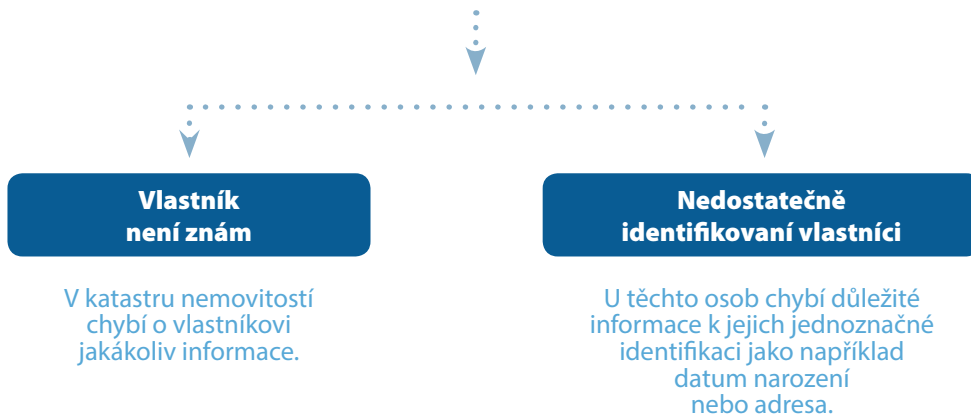 Vlastník
není znám
V katastru nemovitostí
chybí o vlastníkovi
jakákoliv informace.
Nedostatečně
identifikovaní vlastníci
U těchto osob chybí důležité
informace k jejich jednoznačné
identifikaci jako například
datum narození
nebo adresa.